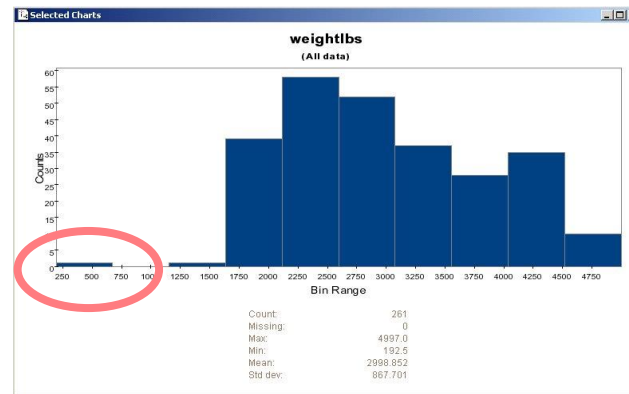 Selected Charts
weightlbs
(All data)
Counts
60
55
50
45
40
35
30
25
20
15
10
5
0
250 500 750 100 1250 1500 1750 2000 2250 2500 2750 3000 3250 3500 3750 4000 4250 4500 4750
Bin Range
Count: 261
Missing: 0
Max: 4997.0
Min: 192.5
Mean: 2998.852
Std dev: 867.701